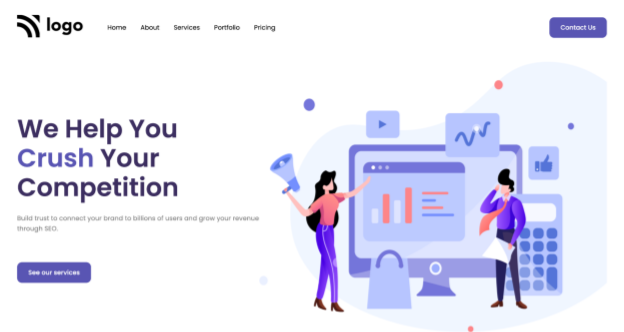 logo
Home
About
Services
Portfolio
Pricing
Contact Us
We Help You
Crush Your
Competition
Build trust to connect your brand to billions of users and grow your revenue
through SEO.
See our services